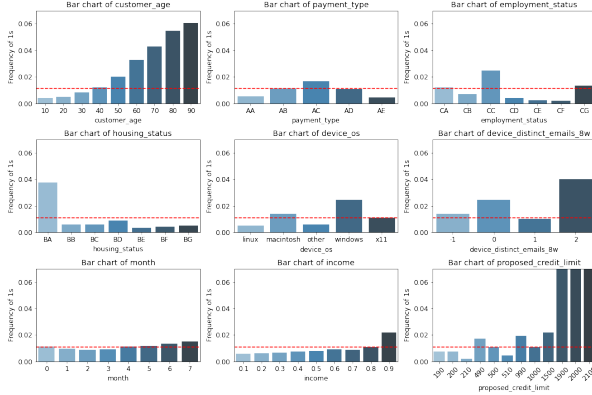 Bar chart of customer_age
Frequency of 1s
0.06
0.04
0.02
0.00
10 20 30 40 50 60 70 80 90
customer_age
Bar chart of payment_type
Frequency of 1s
0.06
0.04
0.02
0.00
AA AB AC AD AE
payment_type
Bar chart of employment_status
Frequency of 1s
0.06
0.04
0.02
0.00
CA CB CC CD CE CF CG
employment_status
Bar chart of housing_status
Frequency of 1s
0.06
0.04
0.02
0.00
BA BB BC BD BE BF BG
housing_status
Bar chart of device_os
Frequency of 1s
0.06
0.04
0.02
0.00
linux macintosh other windows x11
device_os
Bar chart of device_distinct_emails_8w
Frequency of 1s
0.06
0.04
0.02
0.00
-1 0 1 2
device_distinct_emails_8w
Bar chart of month
Frequency of 1s
0.06
0.04
0.02
0.00
0 1 2 3 4 5 6 7
month
Bar chart of income
Frequency of 1s
0.06
0.04
0.02
0.00
0.1 0.2 0.3 0.4 0.5 0.6 0.7 0.8 0.9
income
Bar chart of proposed_credit_limit
Frequency of 1s
0.06
0.04
0.02
0.00
190 200 210 490 500 510 990 1000 1500 1900 2000 2100
proposed_credit_limit